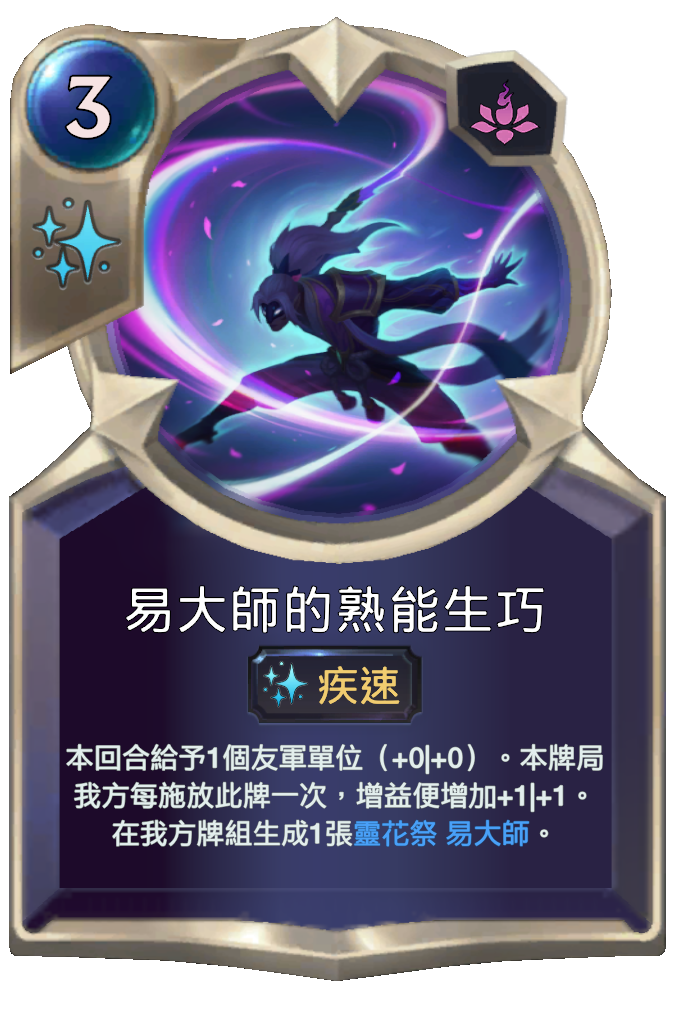 3
易大師的熟能生巧
疾速
本回合給予1個友軍單位（+0|+0）。本牌局
我方每施放此牌一次，增益便增加+1|+1。
在我方牌組生成1張靈花祭 易大師。